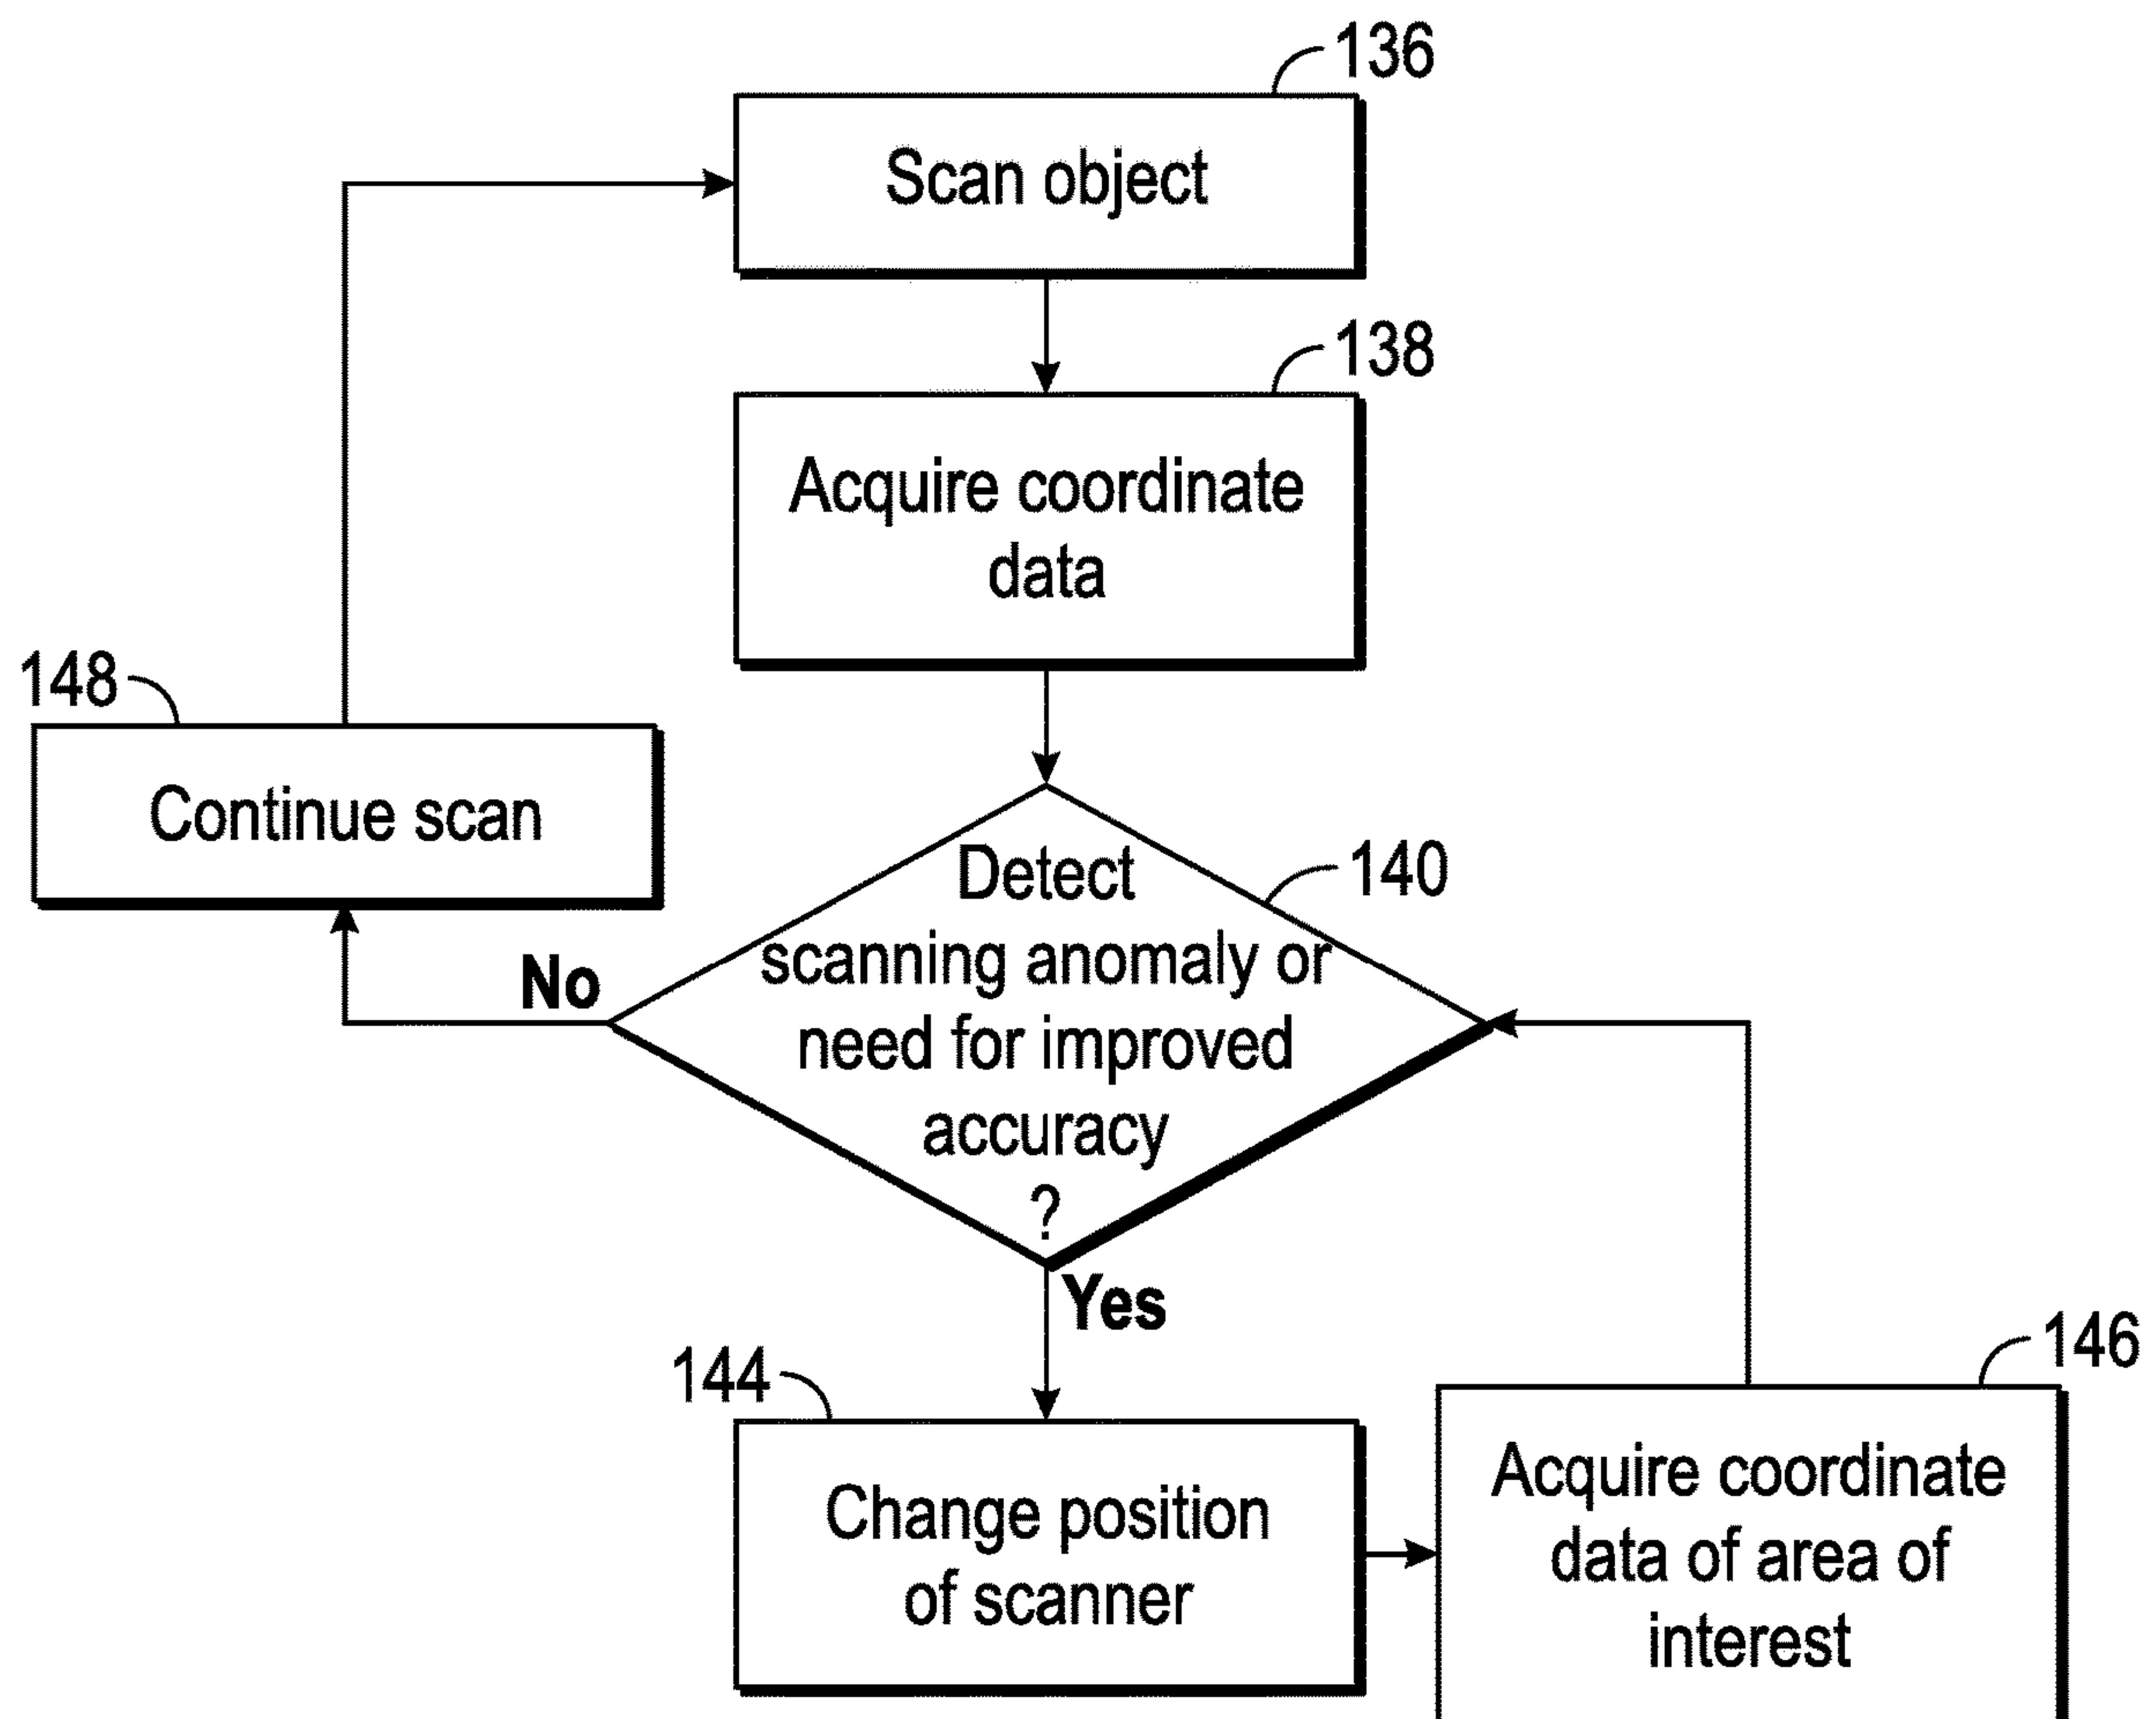 136
Scan object
138
Acquire coordinate
data
148
Continue scan
140
Detect
scanning anomaly or
need for improved
accuracy
?
No
Yes
144
Change position
of scanner
146
Acquire coordinate
data of area of
interest